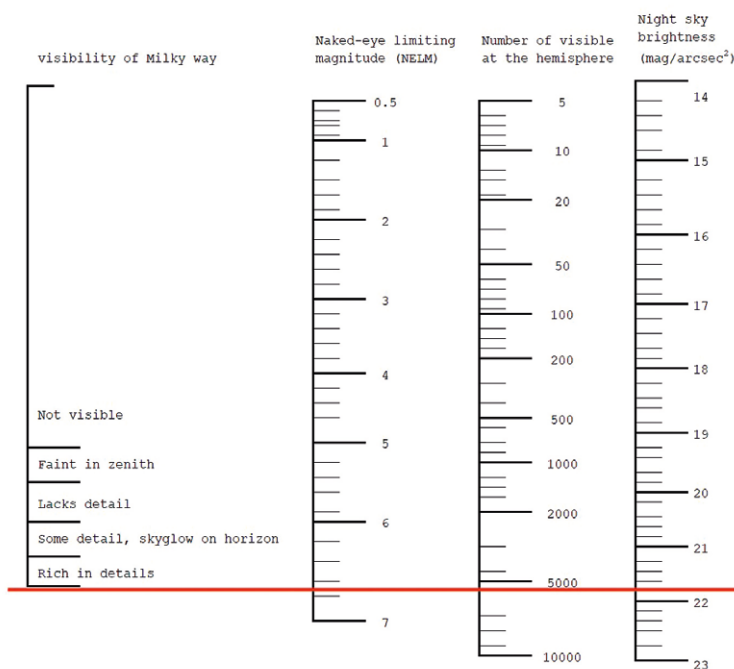 visibility of Milky way
Naked-eye limiting
magnitude (NELM)
Number of visible
at the hemisphere
Night sky
brightness
(mag/arcsec²)
Not visible
Faint in zenith
Lacks detail
Some detail, skyglow on horizon
Rich in details
0.5
1
2
3
4
5
6
7
5
10
20
50
100
200
500
1000
2000
5000
10000
14
15
16
17
18
19
20
21
22
23